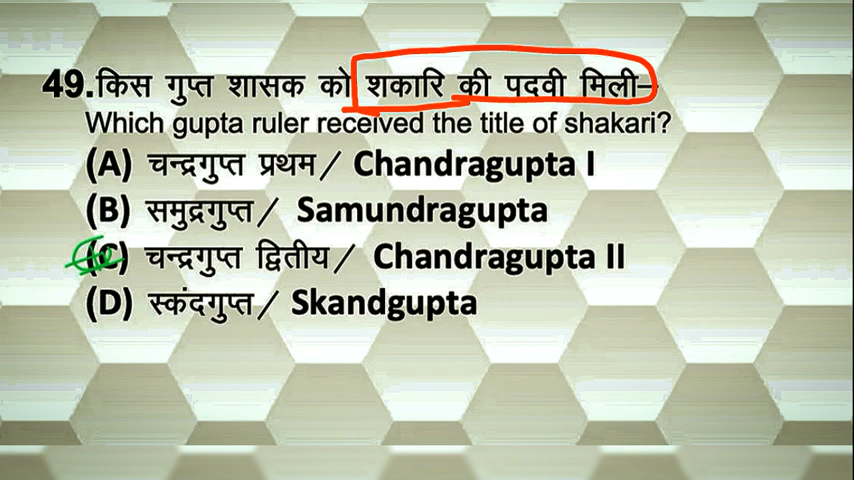 49.किस गुप्त शासक को शकारि की पदवी मिली–
Which gupta ruler received the title of shakari?
(A) चन्द्रगुप्त प्रथम/ Chandragupta I
(B) समुद्रगुप्त/ Samundragupta
(C) चन्द्रगुप्त द्वितीय/ Chandragupta II
(D) स्कंदगुप्त/ Skandgupta